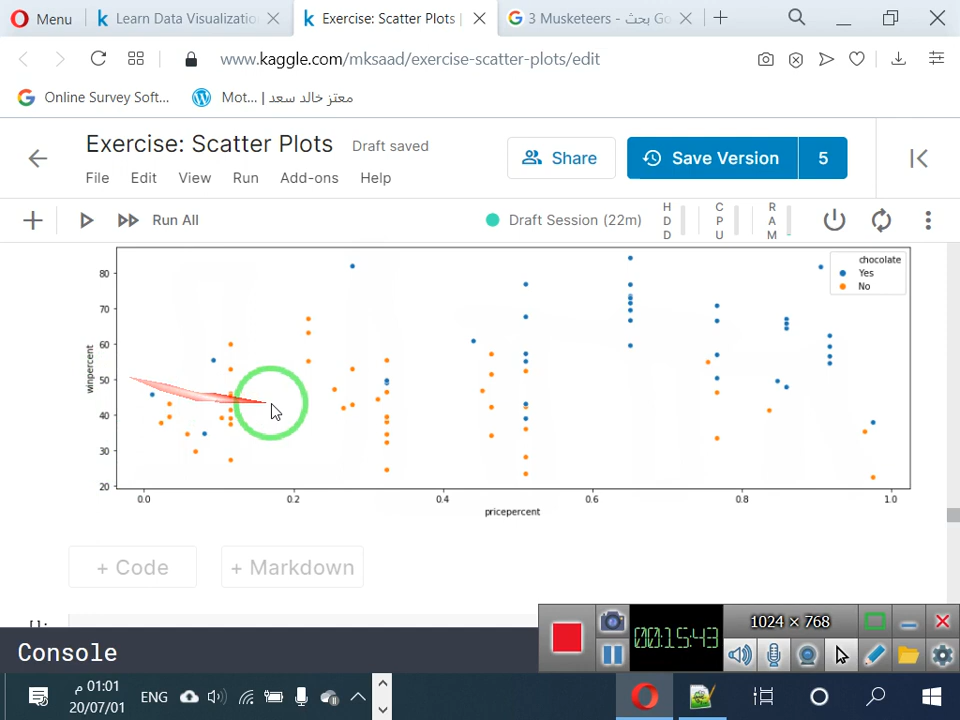 Menu
Learn Data Visualizatio
Exercise: Scatter Plots
3 Musketeers - بحث Go
www.kaggle.com/mksaad/exercise-scatter-plots/edit
Online Survey Soft...
Mot... | معتز خالد سعد
Exercise: Scatter Plots
Draft saved
Share
Save Version
5
File
Edit
View
Run
Add-ons
Help
Run All
Draft Session (22m)
HDD
CPU
RAM
chocolate
Yes
No
winpercent
80
70
60
50
40
30
20
0.0
0.2
0.4
0.6
0.8
1.0
pricepercent
+ Code
+ Markdown
[]:
1024 × 768
00:15:43
Console
01:01 م
20/07/01
ENG